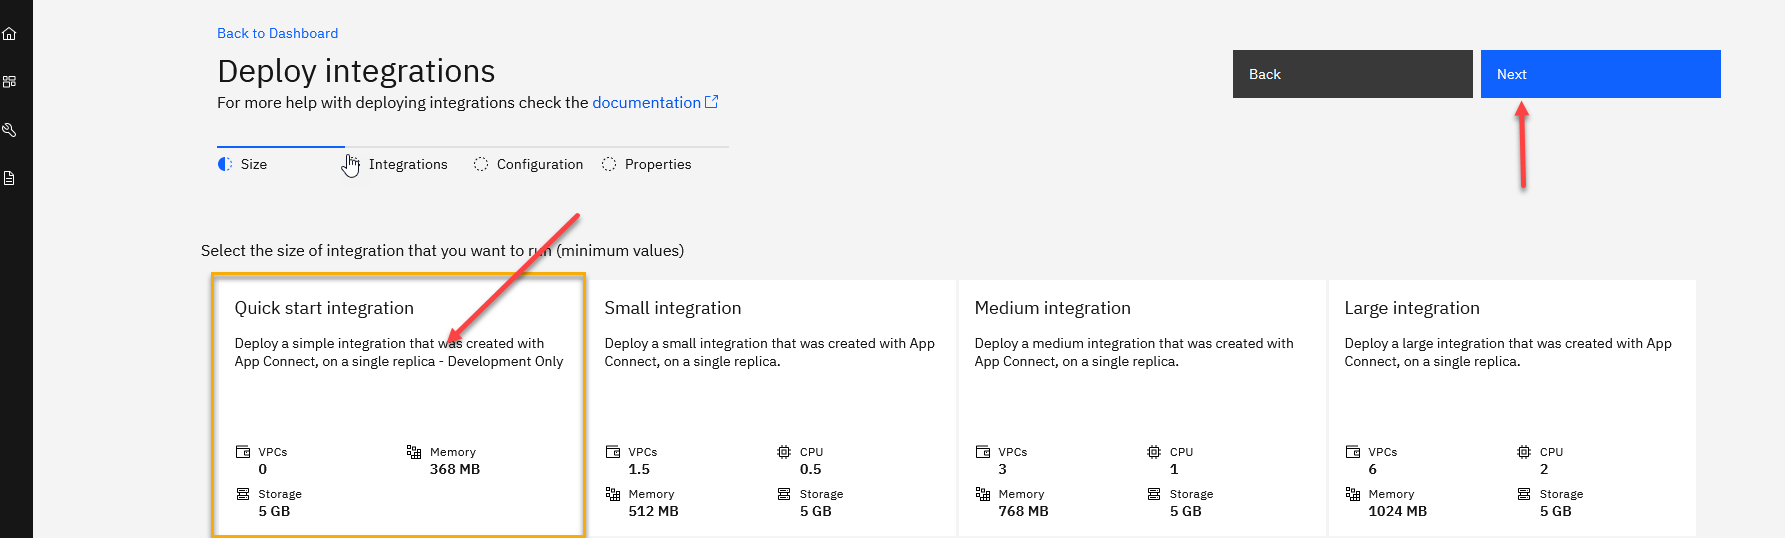 Back to Dashboard
Deploy integrations
For more help with deploying integrations check the documentation
Back
Next
Size
Integrations
Configuration
Properties
Select the size of integration that you want to run (minimum values)
Quick start integration
Deploy a simple integration that was created with
App Connect, on a single replica - Development Only
VPCs
0
Memory
368 MB
Storage
5 GB
Small integration
Deploy a small integration that was created with App
Connect, on a single replica.
VPCs
1.5
CPU
0.5
Memory
512 MB
Storage
5 GB
Medium integration
Deploy a medium integration that was created with
App Connect, on a single replica.
VPCs
3
CPU
1
Memory
768 MB
Storage
5 GB
Large integration
Deploy a large integration that was created with App
Connect, on a single replica.
VPCs
6
CPU
2
Memory
1024 MB
Storage
5 GB